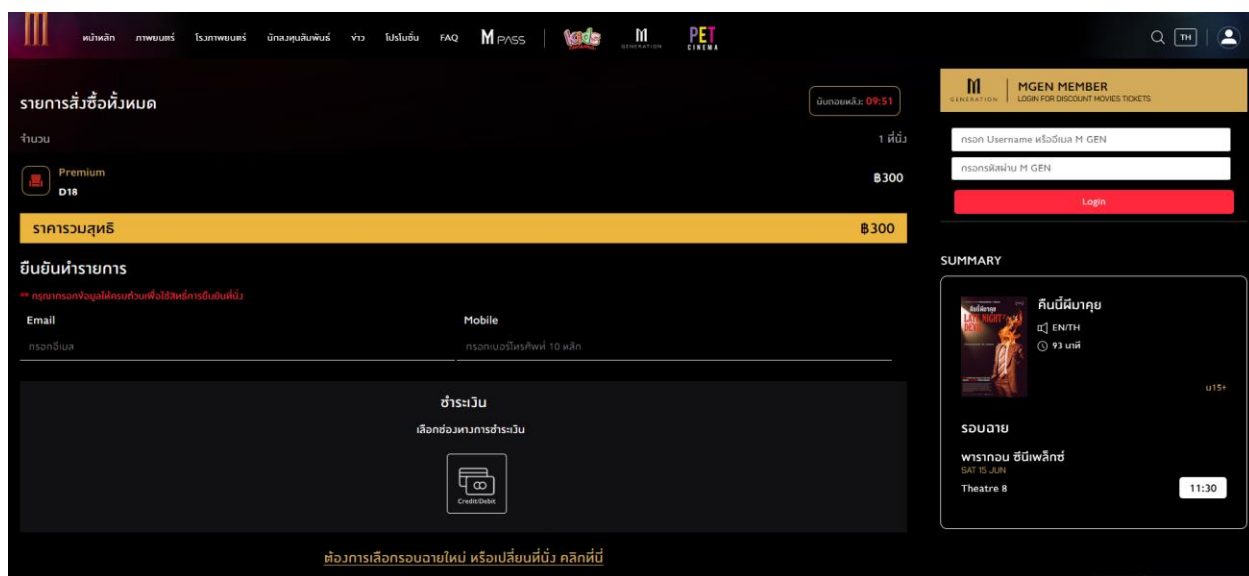 หน้าหลัก ภาพยนตร์ โรงภาพยนตร์ นักลงทุนสัมพันธ์ ข่าว โปรโมชั่น FAQ M PASS Kids M GENERATION PET CINEMA TH
รายการสั่งซื้อทั้งหมด
นับถอยหลัง: 09:51
จำนวน 1 ที่นั่ง
Premium
D18
฿300
ราคารวมสุทธิ ฿300
ยืนยันทำรายการ
** กรุณากรอกข้อมูลให้ครบถ้วนเพื่อใช้สิทธิ์การยืนยันที่นั่ง
Email Mobile
กรอกอีเมล กรอกเบอร์โทรศัพท์ 10 หลัก
ชำระเงิน
เลือกช่องทางการชำระเงิน
Credit/Debit
ต้องการเลือกรอบฉายใหม่ หรือเปลี่ยนที่นั่ง คลิกที่นี่
M GENERATION
MGEN MEMBER
LOGIN FOR DISCOUNT MOVIES TICKETS
กรอก Username หรืออีเมล M GEN
กรอกรหัสผ่าน M GEN
Login
SUMMARY
คืนนี้ผีมาคุย
LATE NIGHT
คืนนี้ผีมาคุย
EN/TH
93 นาที
น15+
รอบฉาย
พารากอน ซีนีเพล็กซ์
SAT 15 JUN
Theatre 8 11:30